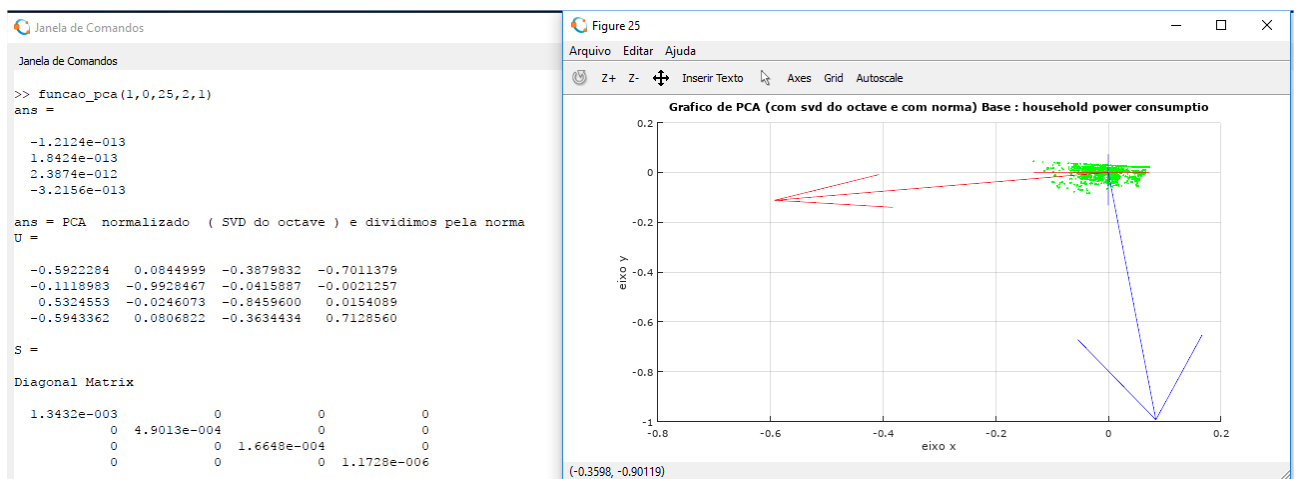 Janela de Comandos
Janela de Comandos
>> funcao_pca(1,0,25,2,1)
ans =
-1.2124e-013
1.8424e-013
2.3874e-012
-3.2156e-013
ans = PCA normalizado ( SVD do octave ) e dividimos pela norma
U =
-0.5922284 0.0844999 -0.3879832 -0.7011379
-0.1118983 -0.9928467 -0.0415887 -0.0021257
0.5324553 -0.0246073 -0.8459600 0.0154089
-0.5943362 0.0806822 -0.3634434 0.7128560
S =
Diagonal Matrix
1.3432e-003 0 0 0
0 4.9013e-004 0 0
0 0 1.6648e-004 0
0 0 0 1.1728e-006
Figure 25
Arquivo Editar Ajuda
Z+ Z- Inserir Texto Axes Grid Autoscale
Grafico de PCA (com svd do octave e com norma) Base : household power consumptio
0.2
0
-0.2
-0.4
-0.6
-0.8
-1
eixo y
-0.8 -0.6 -0.4 -0.2 0 0.2
eixo x
(-0.3598, -0.90119)